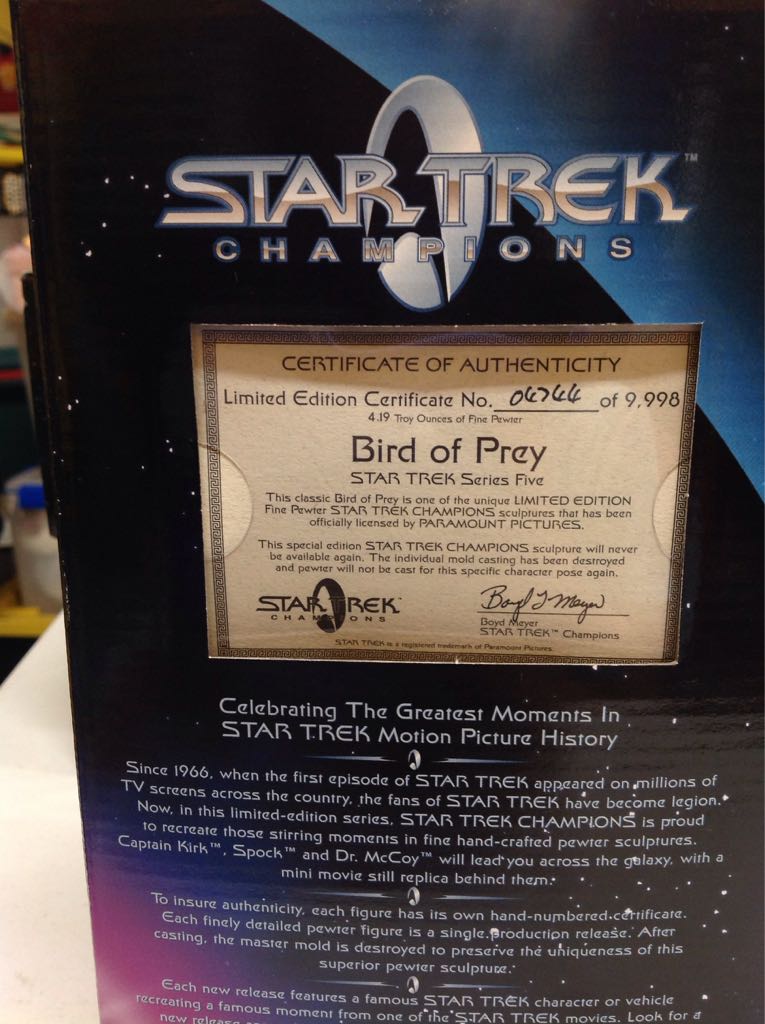 STAR TREK™
CHAMPIONS
CERTIFICATE OF AUTHENTICITY
Limited Edition Certificate No. 04744 of 9,998
4.19 Troy Ounces of Fine Pewter
Bird of Prey
STAR TREK Series Five
This classic Bird of Prey is one of the unique LIMITED EDITION
Fine Pewter STAR TREK CHAMPIONS sculptures that has been
officially licensed by PARAMOUNT PICTURES.
This special edition STAR TREK CHAMPIONS sculpture will never
be available again. The individual mold casting has been destroyed
and pewter will not be cast for this specific character pose again.
STAR TREK™
CHAMPIONS
Boyd J Meyer
Boyd Meyer
STAR TREK™ Champions
STAR TREK is a registered trademark of Paramount Pictures
Celebrating The Greatest Moments In
STAR TREK Motion Picture History
Since 1966, when the first episode of STAR TREK appeared on millions of
TV screens across the country, the fans of STAR TREK have become legion.
Now, in this limited-edition series, STAR TREK CHAMPIONS is proud
to recreate those stirring moments in fine hand-crafted pewter sculptures.
Captain Kirk™, Spock™ and Dr. McCoy™ will lead you across the galaxy, with a
mini movie still replica behind them.
To insure authenticity, each figure has its own hand-numbered certificate.
Each finely detailed pewter figure is a single production release. After
casting, the master mold is destroyed to preserve the uniqueness of this
superior pewter sculpture.
Each new release features a famous STAR TREK character or vehicle
recreating a famous moment from one of the STAR TREK movies. Look for a
new release